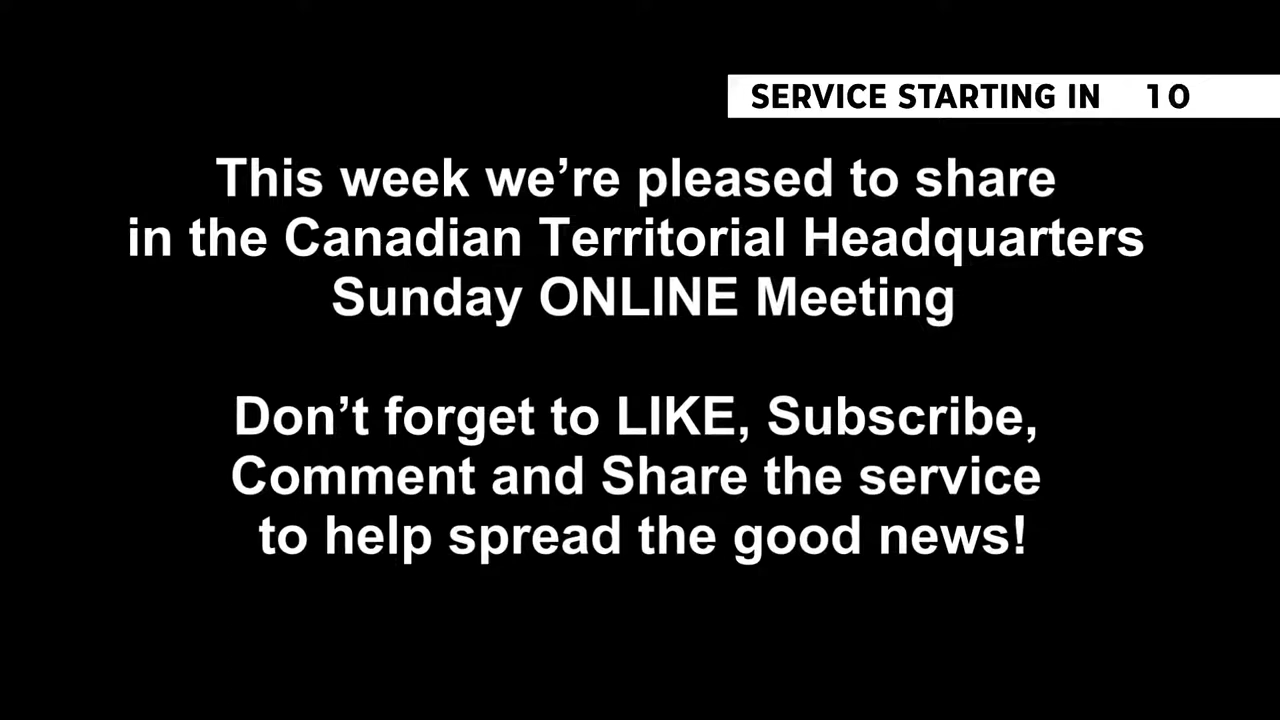 SERVICE STARTING IN 10
This week we’re pleased to share
in the Canadian Territorial Headquarters
Sunday ONLINE Meeting
Don’t forget to LIKE, Subscribe,
Comment and Share the service
to help spread the good news!